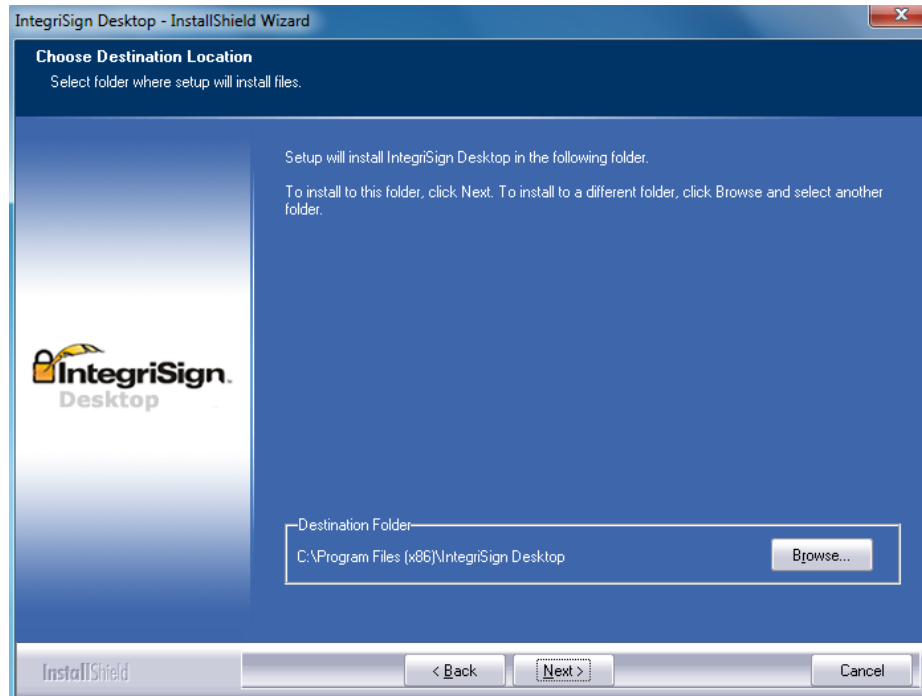 IntegriSign Desktop - InstallShield Wizard
X
Choose Destination Location
Select folder where setup will install files.
Setup will install IntegriSign Desktop in the following folder.
To install to this folder, click Next. To install to a different folder, click Browse and select another
folder.
IntegriSign.
Desktop
Destination Folder
C:\Program Files (x86)\IntegriSign Desktop
Browse...
InstallShield
< Back
Next >
Cancel